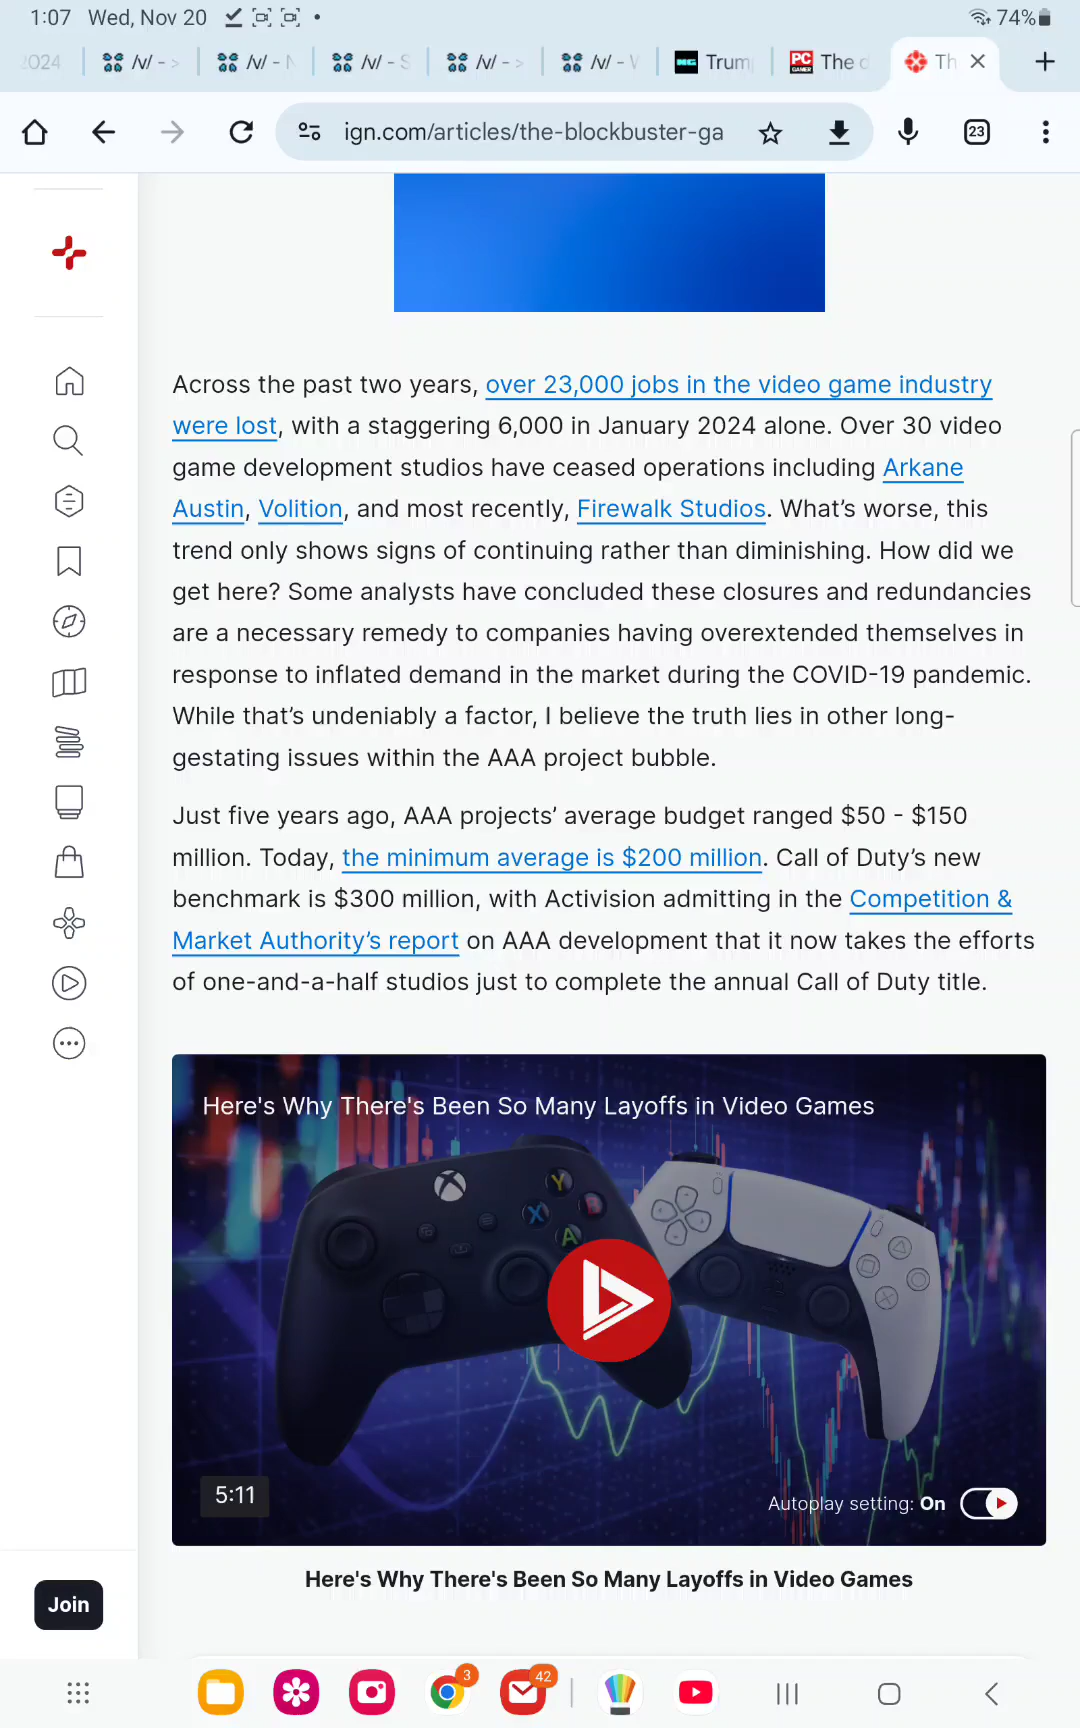 1:07 Wed, Nov 20
74%
2024
/v/ - >
/v/ - N
/v/ - S
/v/ - >
/v/ - V
Trum
PC GAMER
The
Th
ign.com/articles/the-blockbuster-ga
23
Across the past two years, over 23,000 jobs in the video game industry
were lost, with a staggering 6,000 in January 2024 alone. Over 30 video
game development studios have ceased operations including Arkane
Austin, Volition, and most recently, Firewalk Studios. What’s worse, this
trend only shows signs of continuing rather than diminishing. How did we
get here? Some analysts have concluded these closures and redundancies
are a necessary remedy to companies having overextended themselves in
response to inflated demand in the market during the COVID-19 pandemic.
While that’s undeniably a factor, I believe the truth lies in other long-
gestating issues within the AAA project bubble.
Just five years ago, AAA projects’ average budget ranged $50 - $150
million. Today, the minimum average is $200 million. Call of Duty’s new
benchmark is $300 million, with Activision admitting in the Competition &
Market Authority’s report on AAA development that it now takes the efforts
of one-and-a-half studios just to complete the annual Call of Duty title.
Here's Why There's Been So Many Layoffs in Video Games
Y
X
B
A
5:11
Autoplay setting: On
Here's Why There's Been So Many Layoffs in Video Games
Join
3
42